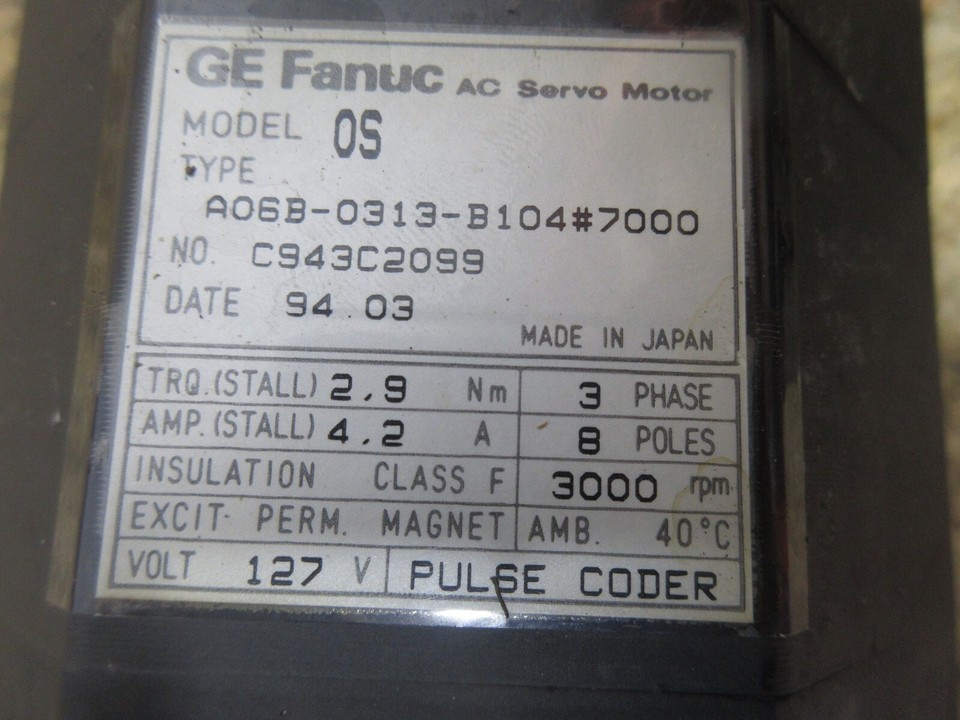 GE Fanuc AC Servo Motor
MODEL 0S
TYPE
A06B-0313-B104#7000
NO. C943C2099
DATE 94.03
MADE IN JAPAN
TRQ.(STALL) 2.9 Nm 3 PHASE
AMP.(STALL) 4.2 A 8 POLES
INSULATION CLASS F 3000 rpm
EXCIT. PERM. MAGNET AMB. 40°C
VOLT 127 V PULSE CODER